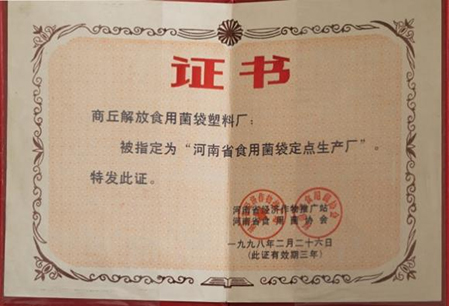 证书
商丘解放食用菌袋塑料厂：
被指定为“河南省食用菌袋定点生产厂”。
特发此证。
河南省经济作物推广站
河南省食用菌协会
一九九八年二月二十六日
(此证有效期三年)